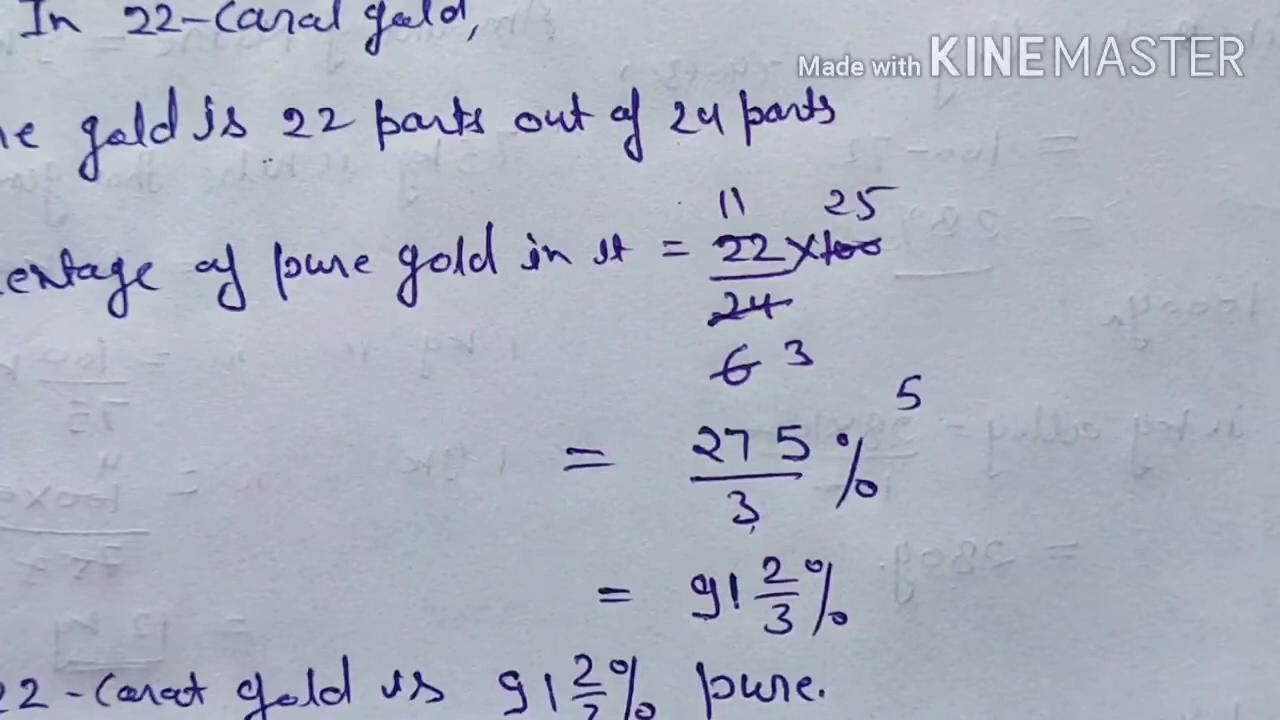 In 22-Carat gold,
Made with KINEMASTER
gold is 22 parts out of 24 parts
11 25
entage of pure gold in it = 22×100
24
6 3
5
= 275 %
3
= 91 2/3 %
22-Carat gold is 91 2/3 % pure.